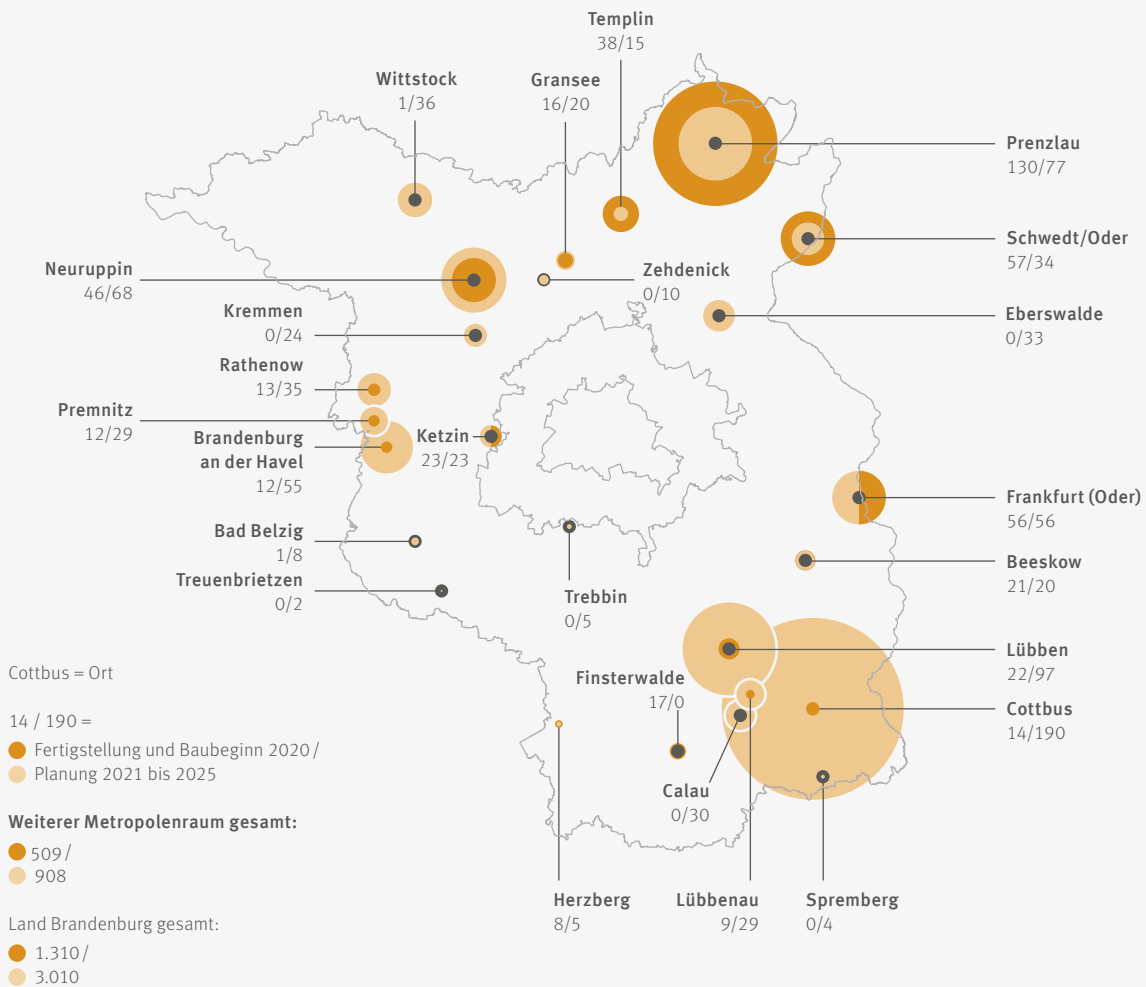 Templin
38/15
Wittstock
1/36
Gransee
16/20
Prenzlau
130/77
Schwedt/Oder
57/34
Neuruppin
46/68
Zehdenick
0/10
Kremmen
0/24
Eberswalde
0/33
Rathenow
13/35
Premnitz
12/29
Brandenburg
an der Havel
12/55
Ketzin
23/23
Frankfurt (Oder)
56/56
Bad Belzig
1/8
Beeskow
21/20
Treuenbrietzen
0/2
Trebbin
0/5
Lübben
22/97
Finsterwalde
17/0
Cottbus
14/190
Calau
0/30
Herzberg
8/5
Lübbenau
9/29
Spremberg
0/4
Cottbus = Ort
14 / 190 =
Fertigstellung und Baubeginn 2020 /
Planung 2021 bis 2025
Weiterer Metropolenraum gesamt:
509 /
908
Land Brandenburg gesamt:
1.310 /
3.010